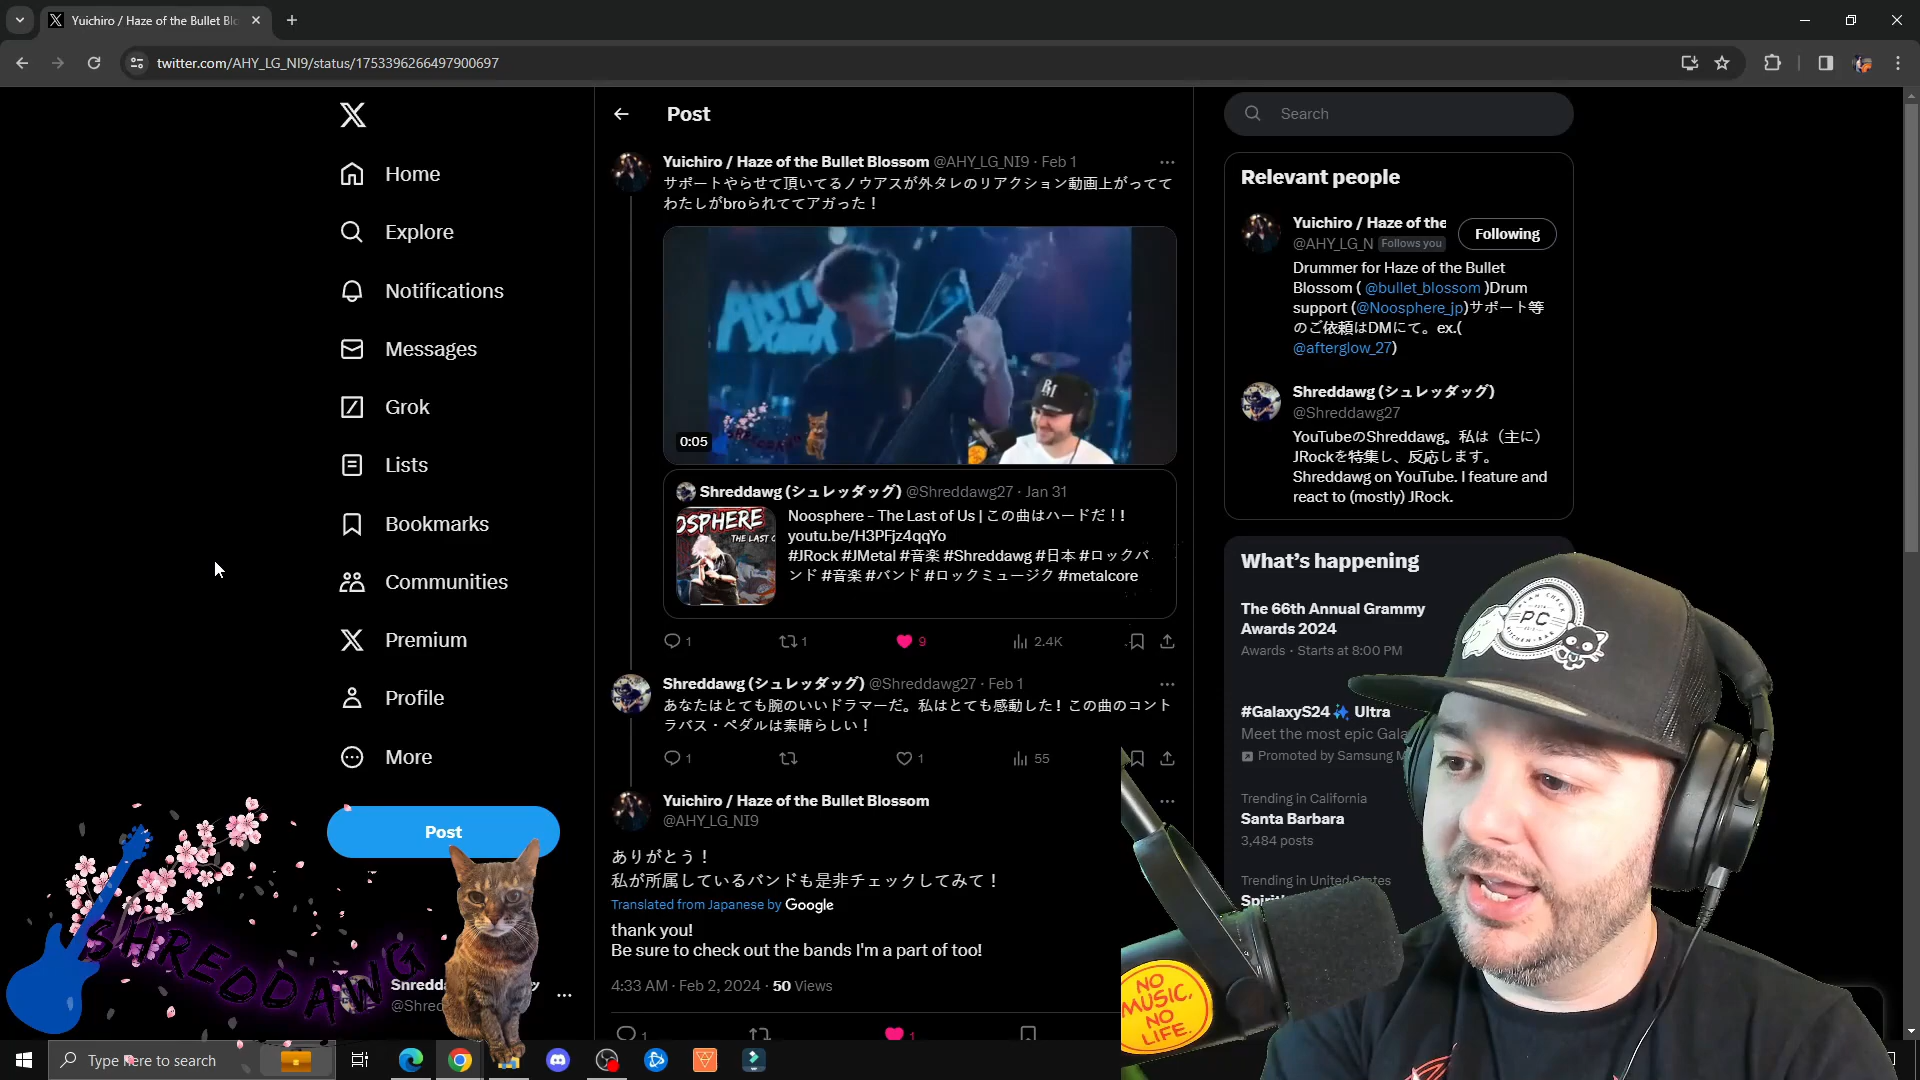 Yuichiro / Haze of the Bullet Blo
twitter.com/AHY_LG_NI9/status/1753396266497900697
Home
Explore
Notifications
Messages
Grok
Lists
Bookmarks
Communities
Premium
Profile
More
Post
SHREDDAWG
@Shred
Post
Yuichiro / Haze of the Bullet Blossom @AHY_LG_NI9 · Feb 1
サポートやらせて頂いてるノウアスが外タレのリアクション動画上がってて
わたしがbroられててアガった！
0:05
Shreddawg (シュレッダッグ) @Shreddawg27 · Jan 31
OSPHERE
THE LAST O
Noosphere - The Last of Us | この曲はハードだ！!
youtu.be/H3PFjz4qqYo
#JRock #JMetal #音楽 #Shreddawg #日本 #ロックバ
ンド #音楽 #バンド #ロックミュージク #metalcore
1
1
9
2.4K
Shreddawg (シュレッダッグ) @Shreddawg27 · Feb 1
あなたはとても腕のいいドラマーだ。私はとても感動した！この曲のコント
ラバス・ペダルは素晴らしい！
1
1
55
Yuichiro / Haze of the Bullet Blossom
@AHY_LG_NI9
ありがとう！
私が所属しているバンドも是非チェックしてみて！
Translated from Japanese by Google
thank you!
Be sure to check out the bands I'm a part of too!
4:33 AM · Feb 2, 2024 · 50 Views
1
1
Search
Relevant people
Yuichiro / Haze of the
@AHY_LG_N Follows you
Following
Drummer for Haze of the Bullet
Blossom ( @bullet_blossom )Drum
support (@Noosphere_jp)サポート等
のご依頼はDMにて。ex.(
@afterglow_27)
Shreddawg (シュレッダッグ)
@Shreddawg27
YouTubeのShreddawg。私は（主に）
JRockを特集し、反応します。
Shreddawg on YouTube. I feature and
react to (mostly) JRock.
What's happening
The 66th Annual Grammy
Awards 2024
Awards · Starts at 8:00 PM
#GalaxyS24 Ultra
Meet the most epic Gala
Promoted by Samsung M
Trending in California
Santa Barbara
3,484 posts
Trending in United States
Spirit
PC
NO
MUSIC,
NO
LIFE.
Type here to search